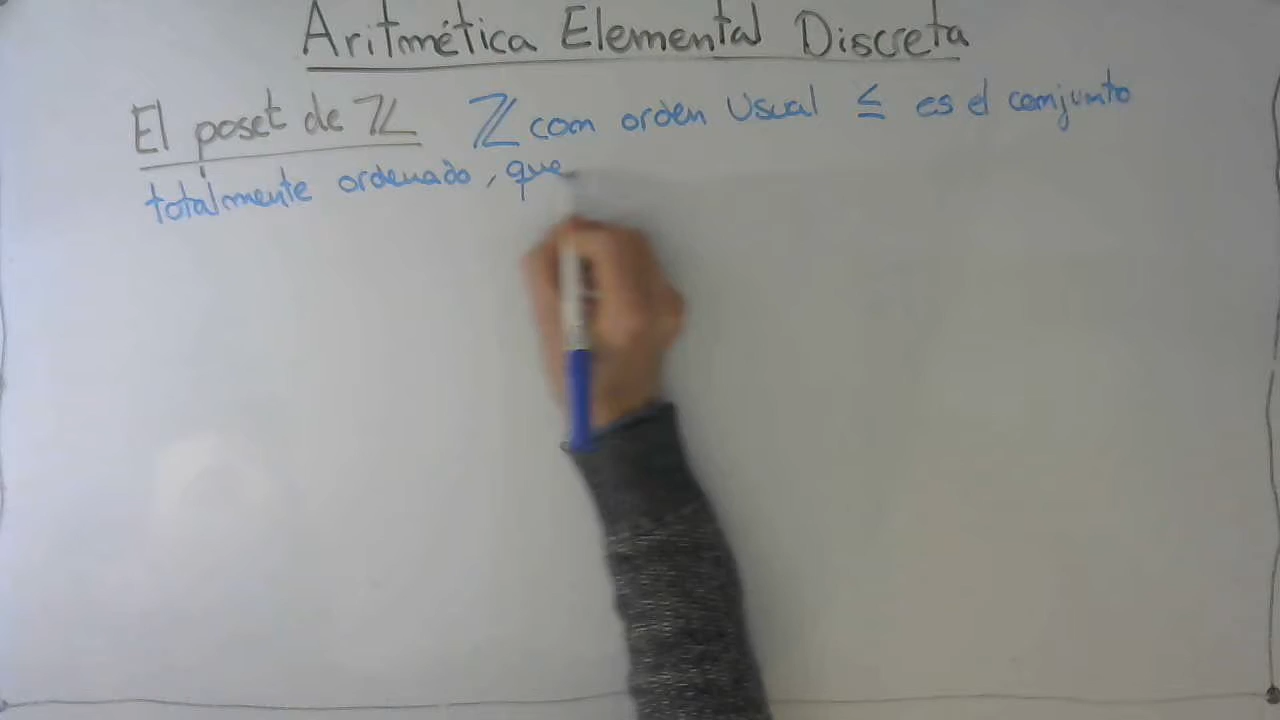 Aritmética Elemental Discreta
El poset de ℤ ℤ con orden usual ≤ es el conjunto
totalmente ordenado, que